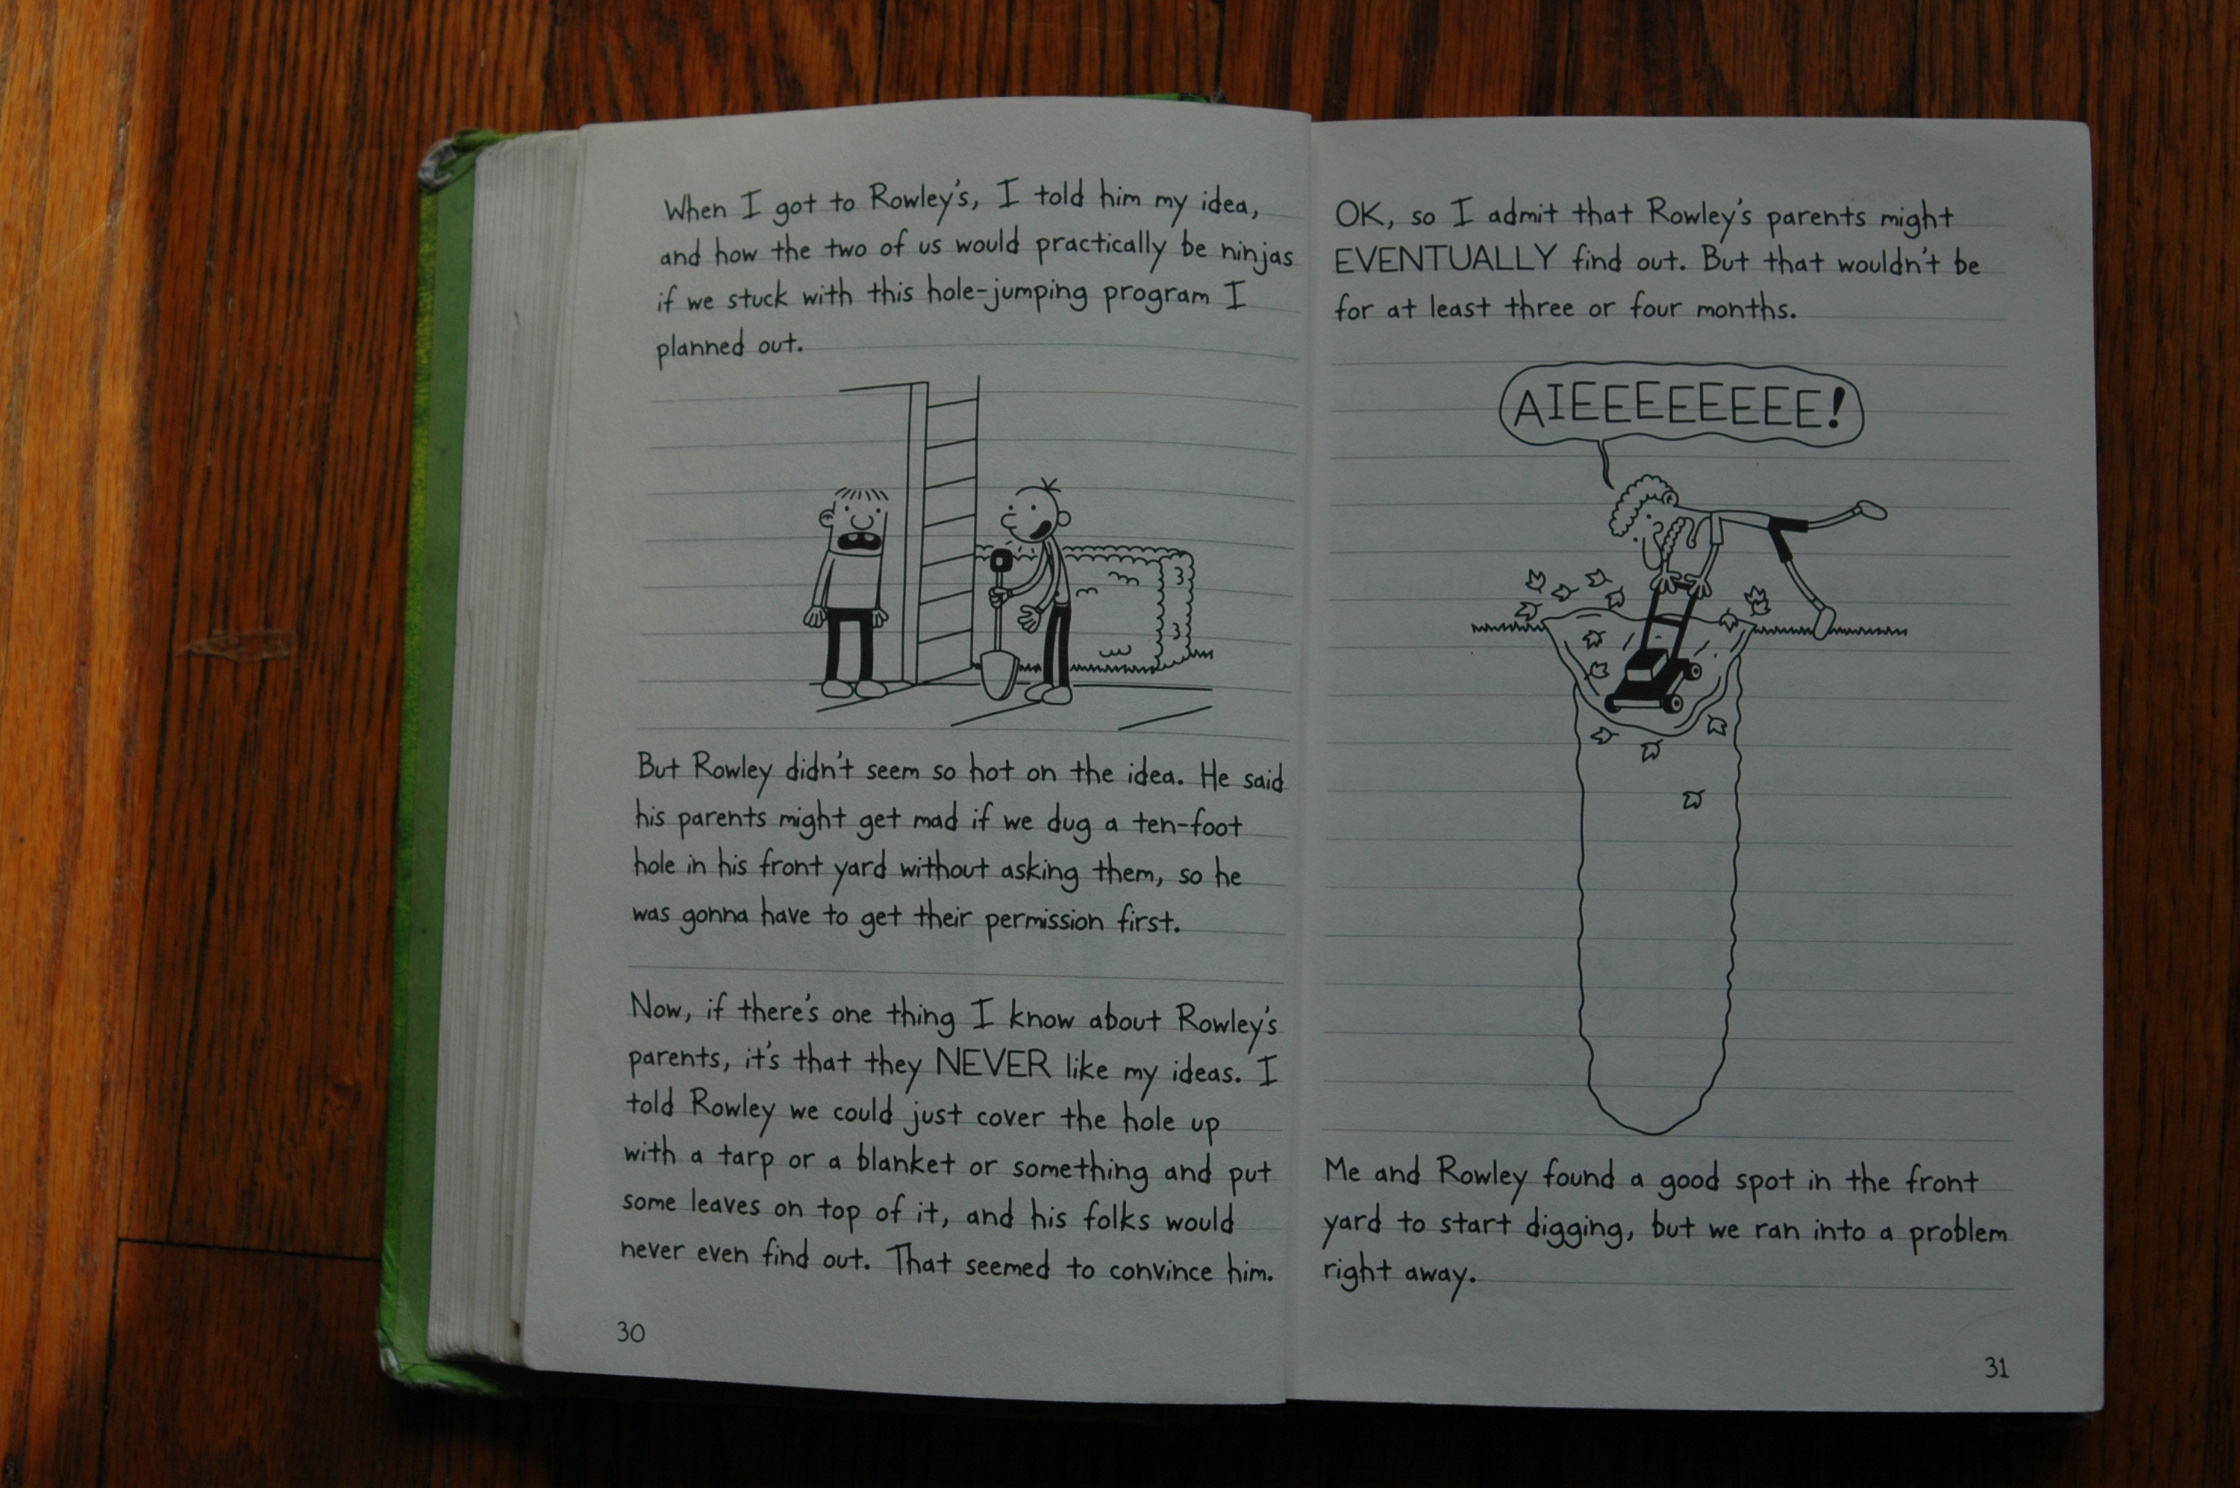 When I got to Rowley's, I told him my idea,
and how the two of us would practically be ninjas
if we stuck with this hole-jumping program I
planned out.
But Rowley didn't seem so hot on the idea. He said
his parents might get mad if we dug a ten-foot
hole in his front yard without asking them, so he
was gonna have to get their permission first.
Now, if there's one thing I know about Rowley's
parents, it's that they NEVER like my ideas. I
told Rowley we could just cover the hole up
with a tarp or a blanket or something and put
some leaves on top of it, and his folks would
never even find out. That seemed to convince him.
30
OK, so I admit that Rowley's parents might
EVENTUALLY find out. But that wouldn't be
for at least three or four months.
AIEEEEEEEE!
Me and Rowley found a good spot in the front
yard to start digging, but we ran into a problem
right away.
31